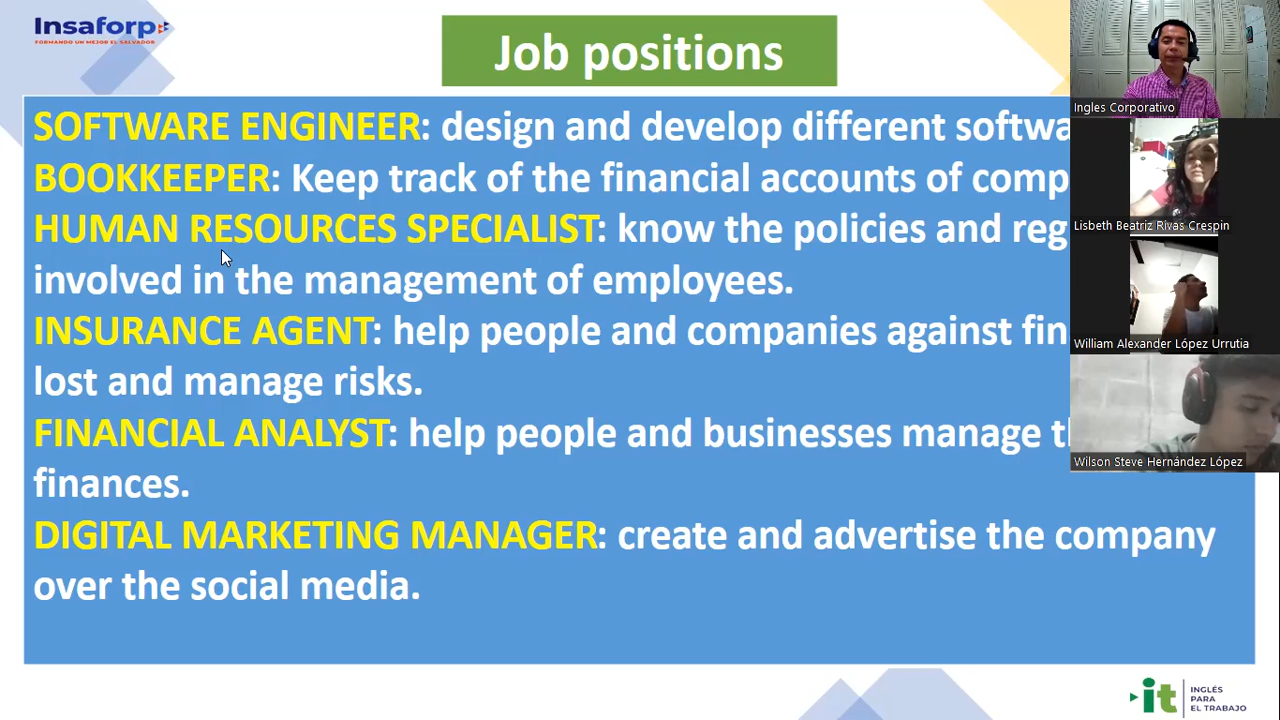 Insaforp
FORMANDO UN MEJOR EL SALVADOR
Job positions
SOFTWARE ENGINEER: design and develop different softwa
BOOKKEEPER: Keep track of the financial accounts of comp
HUMAN RESOURCES SPECIALIST: know the policies and reg
involved in the management of employees.
INSURANCE AGENT: help people and companies against fin
lost and manage risks.
FINANCIAL ANALYST: help people and businesses manage th
finances.
DIGITAL MARKETING MANAGER: create and advertise the company
over the social media.
Ingles Corporativo
Lisbeth Beatriz Rivas Crespin
William Alexander López Urrutia
Wilson Steve Hernández López
it
INGLÉS
PARA
EL TRABAJO